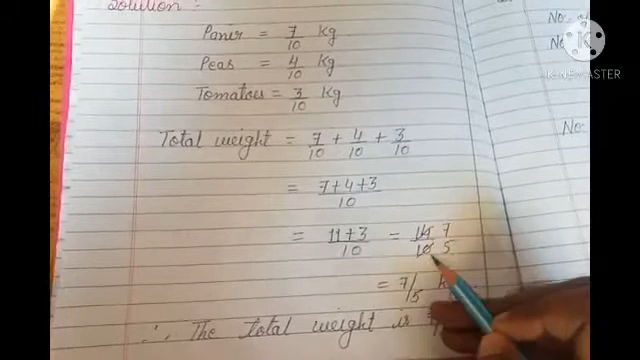 Solution :
Panir = 7/10 Kg
Peas = 4/10 Kg
Tomatoes = 3/10 Kg
Total weight = 7/10 + 4/10 + 3/10
= 7+4+3/10
= 11+3/10 = 14/10 7/5
= 7/5 K
∴ The total weight is
No.
No
No
KINEMASTER